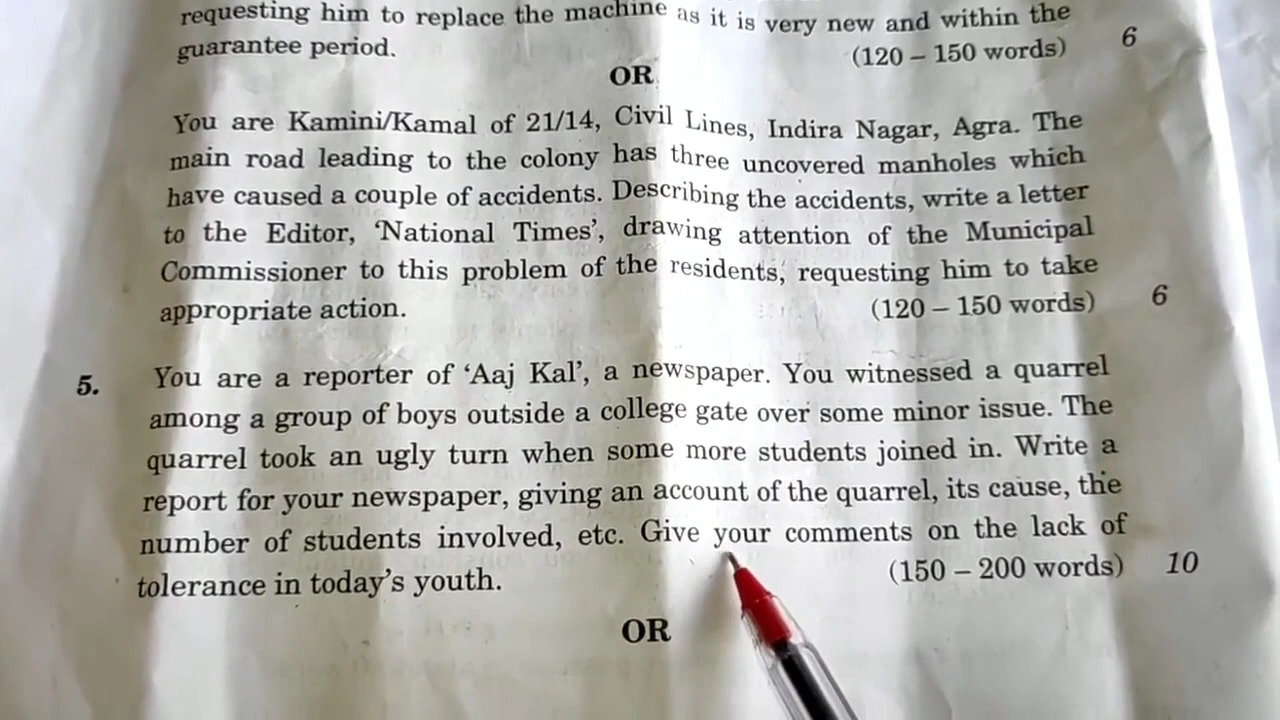 requesting him to replace the machine as it is very new and within the
guarantee period. (120 – 150 words) 6
OR
You are Kamini/Kamal of 21/14, Civil Lines, Indira Nagar, Agra. The
main road leading to the colony has three uncovered manholes which
have caused a couple of accidents. Describing the accidents, write a letter
to the Editor, ‘National Times’, drawing attention of the Municipal
Commissioner to this problem of the residents, requesting him to take
appropriate action. (120 – 150 words) 6
5. You are a reporter of ‘Aaj Kal’, a newspaper. You witnessed a quarrel
among a group of boys outside a college gate over some minor issue. The
quarrel took an ugly turn when some more students joined in. Write a
report for your newspaper, giving an account of the quarrel, its cause, the
number of students involved, etc. Give your comments on the lack of
tolerance in today’s youth. (150 – 200 words) 10
OR